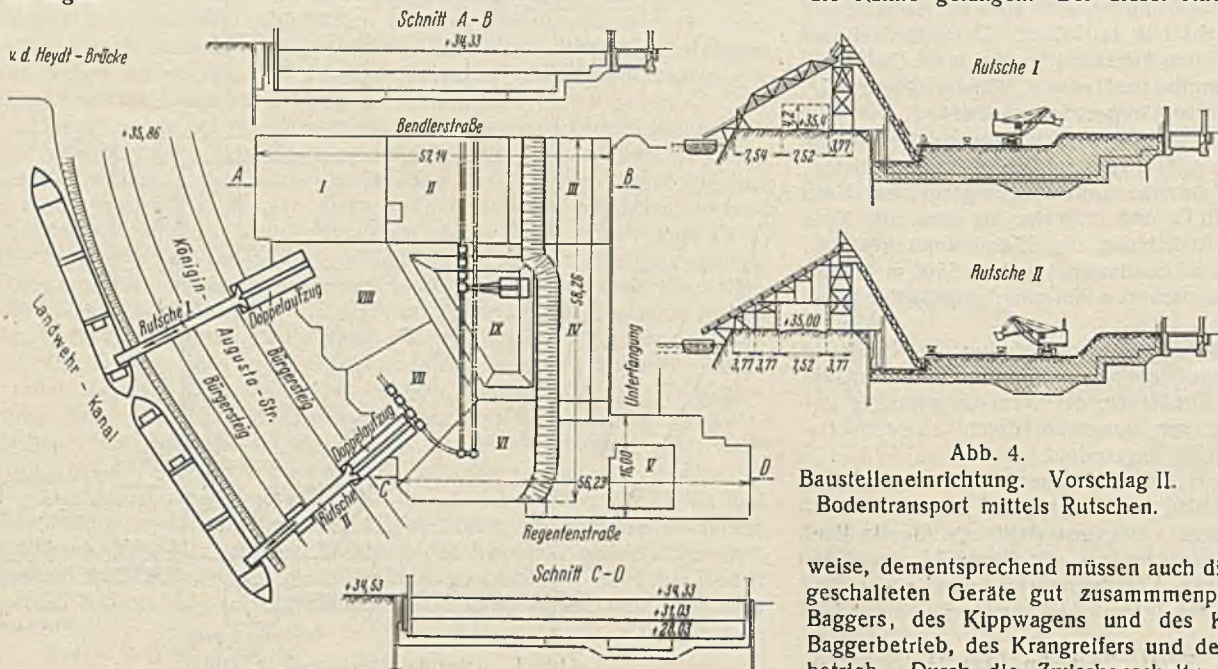 Schnitt A-B
+34,33
v. d. Heydt-Brücke
+35,86
Bendlerstraße
57,14
A
I
II
III
B
58,26
Königin-
Augusta-Str.
Bürgersteig
Bürgersteig
Rutsche I
Doppelaufzug
Landwehr-Kanal
VIII
IX
IV
VII
VI
Unterfangung
Doppelaufzug
Rutsche II
C
16,00
V
D
56,23
Regentenstraße
Schnitt C-D
+34,53
+34,33
+31,03
+28,03
Rutsche I
4,2
+35,4
7,54
7,52
3,77
Rutsche II
+35,00
3,77
3,77
7,52
3,77
Abb. 4.
Baustelleneinrichtung. Vorschlag II.
Bodentransport mittels Rutschen.
weise, dementsprechend müssen auch di
geschalteten Geräte gut zusammmenp
Baggers, des Kippwagens und des K
Baggerbetrieb, des Krangreifers und de